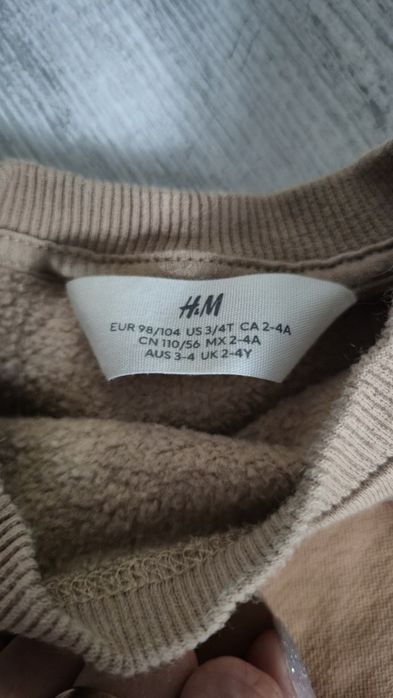 H&M
EUR 98/104 US 3/4T CA 2-4A
CN 110/56 MX 2-4A
AUS 3-4 UK 2-4Y